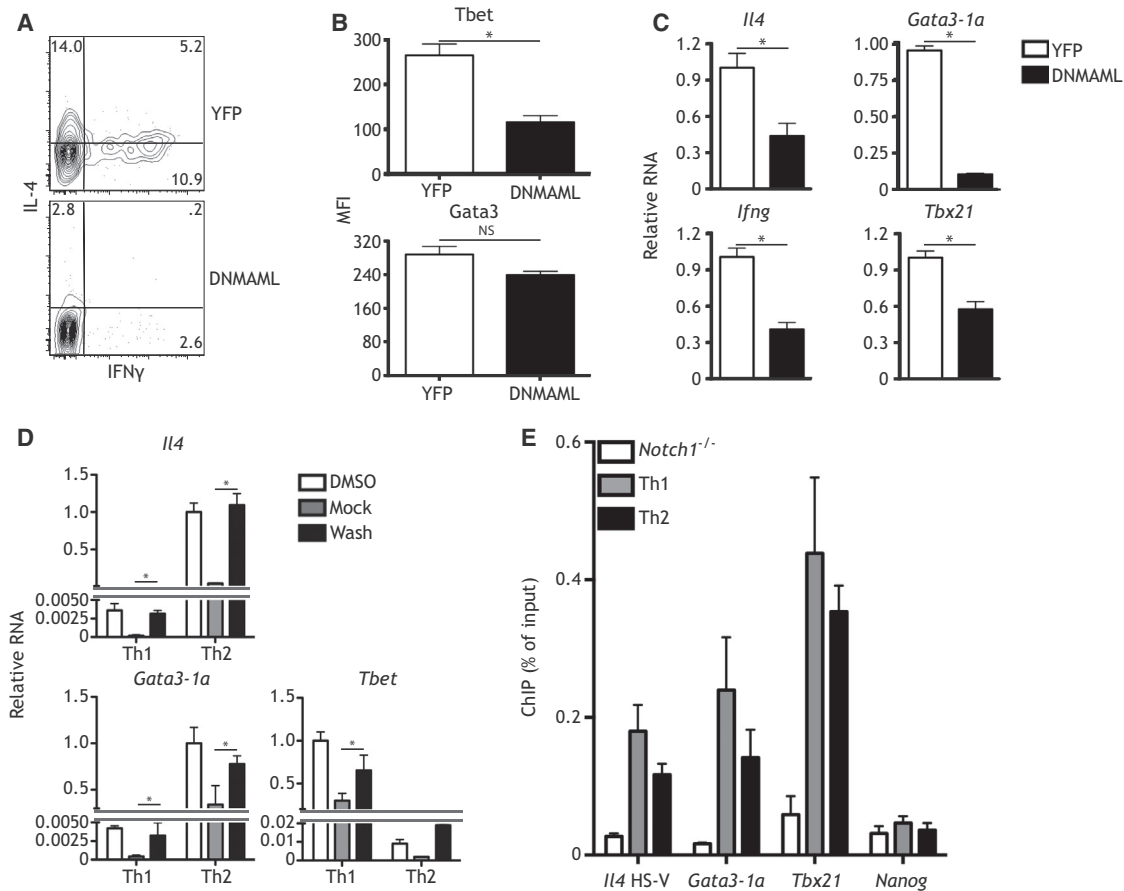 A
14.0
5.2
YFP
10.9
IL-4
2.8
.2
DNMAML
2.6
IFNγ
B
Tbet
*
300
200
100
0
YFP
DNMAML
MFI
Gata3
NS
320
240
160
80
0
YFP
DNMAML
C
Il4
*
1.2
0.9
0.6
0.3
0
Gata3-1a
*
1.00
0.75
0.50
0.25
0
YFP
DNMAML
Relative RNA
Ifng
*
1.2
0.9
0.6
0.3
0
Tbx21
*
1.2
0.9
0.6
0.3
0
D
Il4
1.5
1.0
0.5
*
*
0.0050
0.0025
0
Th1
Th2
DMSO
Mock
Wash
Relative RNA
Gata3-1a
1.5
1.0
0.5
*
*
0.0050
0.0025
0
Th1
Th2
Tbet
1.5
1.0
0.5
*
0.02
0.01
0
Th1
Th2
E
0.6
0.4
0.2
0
Notch1-/-
Th1
Th2
ChIP (% of input)
Il4 HS-V
Gata3-1a
Tbx21
Nanog